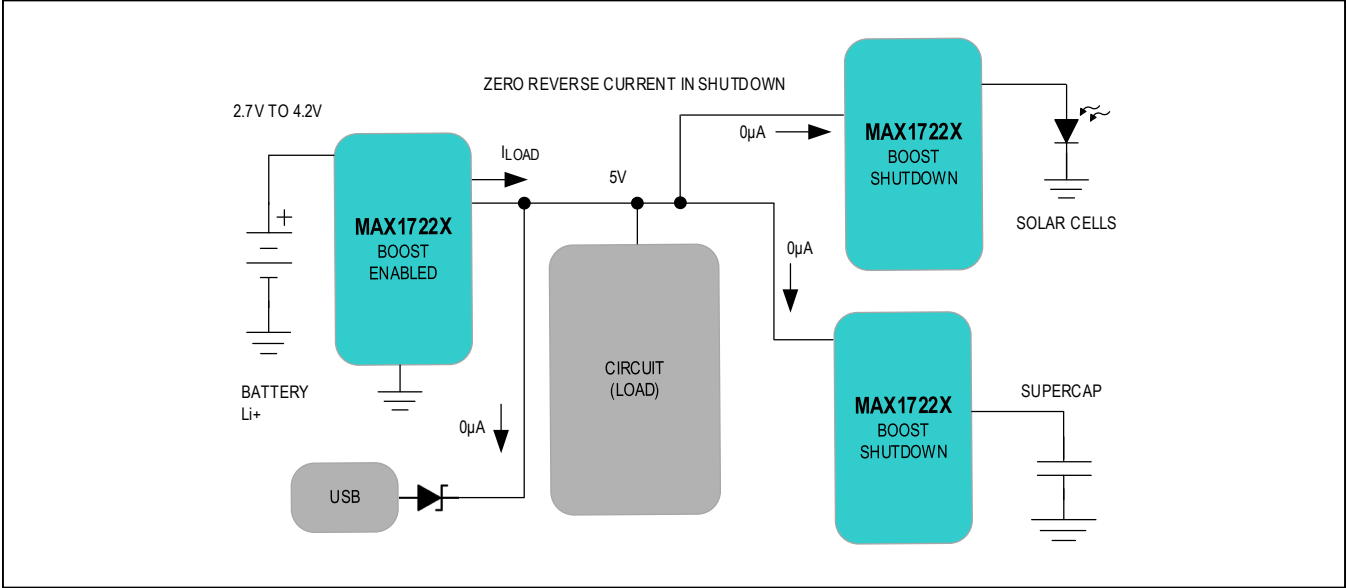 ZERO REVERSE CURRENT IN SHUTDOWN
2.7V TO 4.2V
MAX1722X
BOOST
ENABLED
+
BATTERY
Li+
ILOAD
5V
0µA
MAX1722X
BOOST
SHUTDOWN
SOLAR CELLS
0µA
CIRCUIT
(LOAD)
MAX1722X
BOOST
SHUTDOWN
SUPERCAP
0µA
USB